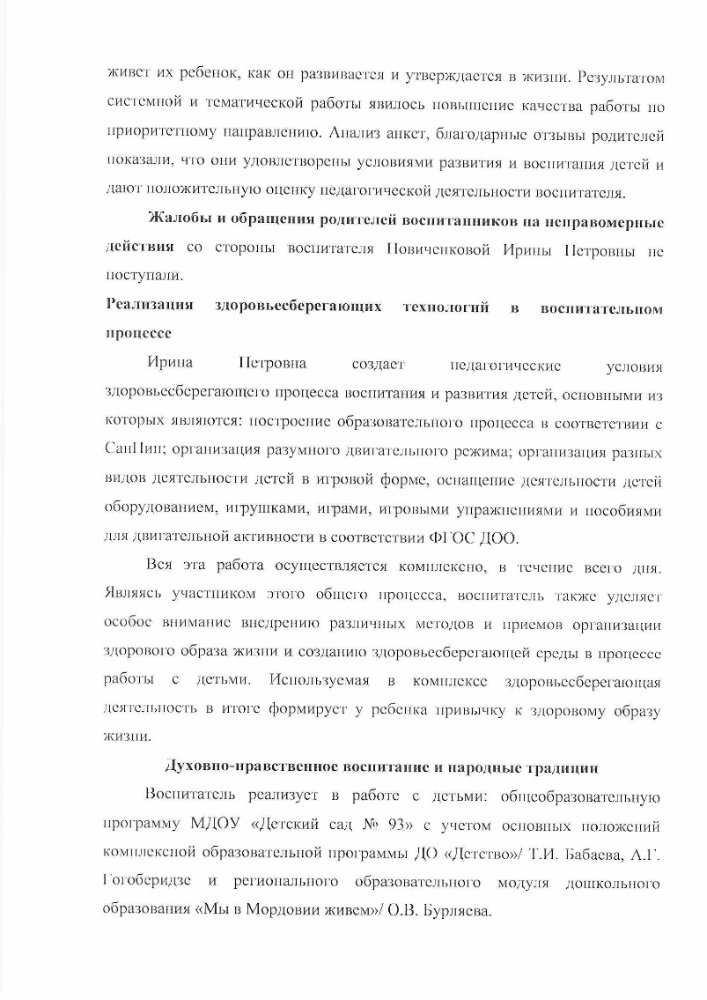 живет их ребенок, как он развивается и утверждается в жизни. Результатом
системной и тематической работы явилось повышение качества работы по
приоритетному направлению. Анализ анкет, благодарные отзывы родителей
показали, что они удовлетворены условиями развития и воспитания детей и
дают положительную оценку педагогической деятельности воспитателя.
Жалобы и обращения родителей воспитанников на неправомерные
действия со стороны воспитателя Новиченковой Ирины Петровны не
поступали.
Реализация здоровьесберегающих технологий в воспитательном
процессе
Ирина Петровна создает педагогические условия
здоровьесберегающего процесса воспитания и развития детей, основными из
которых являются: построение образовательного процесса в соответствии с
СанПин; организация разумного двигательного режима; организация разных
видов деятельности детей в игровой форме, оснащение деятельности детей
оборудованием, игрушками, играми, игровыми упражнениями и пособиями
для двигательной активности в соответствии ФГОС ДОО.
Вся эта работа осуществляется комплексно, в течение всего дня.
Являясь участником этого общего процесса, воспитатель также уделяет
особое внимание внедрению различных методов и приемов организации
здорового образа жизни и созданию здоровьесберегающей среды в процессе
работы с детьми. Используемая в комплексе здоровьесберегающая
деятельность в итоге формирует у ребенка привычку к здоровому образу
жизни.
Духовно-нравственное воспитание и народные традиции
Воспитатель реализует в работе с детьми: общеобразовательную
программу МДОУ «Детский сад № 93» с учетом основных положений
комплексной образовательной программы ДО «Детство»/ Т.И. Бабаева, А.Г.
Гогоберидзе и регионального образовательного модуля дошкольного
образования «Мы в Мордовии живем»/ О.В. Бурляева.